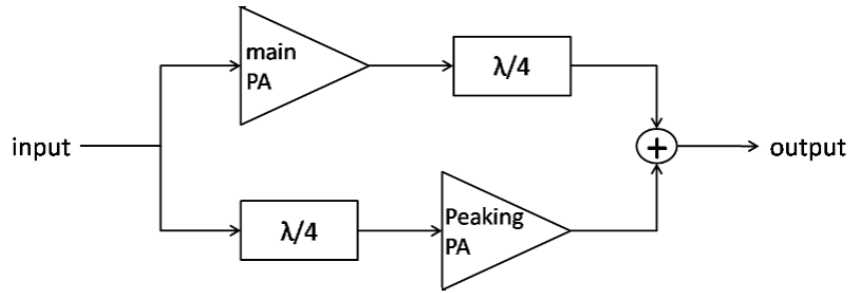 main
PA
λ/4
input
+
output
λ/4
Peaking
PA